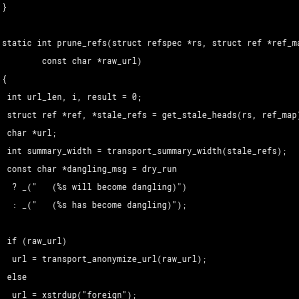 }
static int prune_refs(struct refspec *rs, struct ref *ref_ma
const char *raw_url)
{
int url_len, i, result = 0;
struct ref *ref, *stale_refs = get_stale_heads(rs, ref_map)
char *url;
int summary_width = transport_summary_width(stale_refs);
const char *dangling_msg = dry_run
? _("   (%s will become dangling)")
: _("   (%s has become dangling)");
if (raw_url)
url = transport_anonymize_url(raw_url);
else
url = xstrdup("foreign");